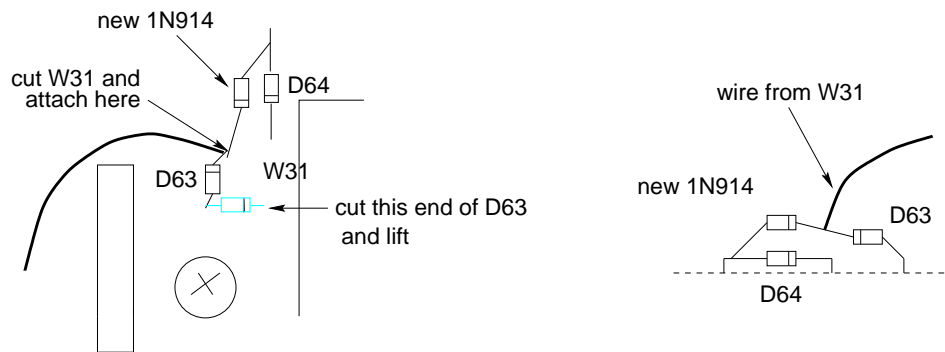 new 1N914
cut W31 and
attach here
D64
D63
W31
cut this end of D63
and lift
wire from W31
new 1N914
D63
D64